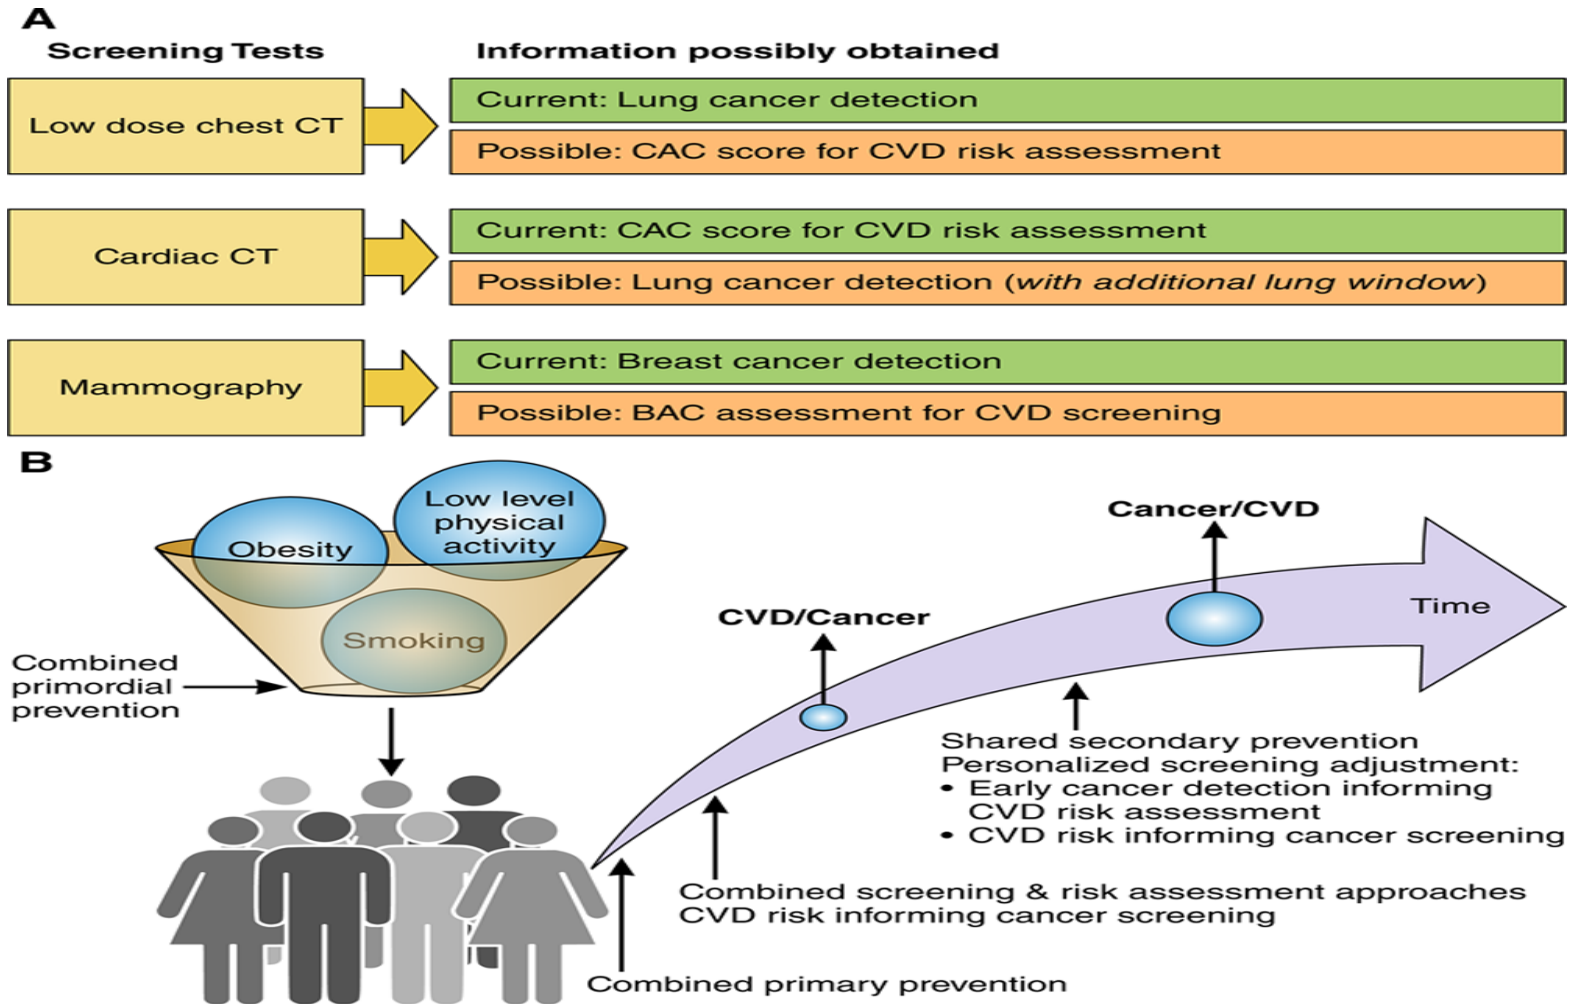 A
Screening Tests
Information possibly obtained
Low dose chest CT
Current: Lung cancer detection
Possible: CAC score for CVD risk assessment
Cardiac CT
Current: CAC score for CVD risk assessment
Possible: Lung cancer detection (with additional lung window)
Mammography
Current: Breast cancer detection
Possible: BAC assessment for CVD screening
B
Obesity
Low level
physical
activity
Smoking
Combined
primordial
prevention
CVD/Cancer
Cancer/CVD
Time
Shared secondary prevention
Personalized screening adjustment:
• Early cancer detection informing
CVD risk assessment
• CVD risk informing cancer screening
Combined screening & risk assessment approaches
CVD risk informing cancer screening
Combined primary prevention